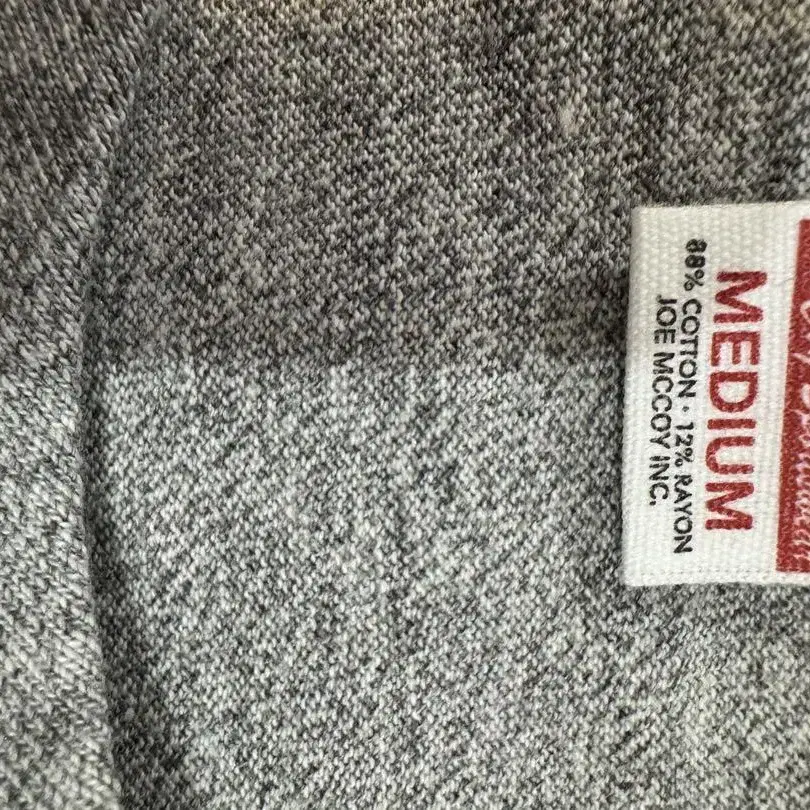 MEDIUM
88% COTTON · 12% RAYON
JOE MCCOY INC.